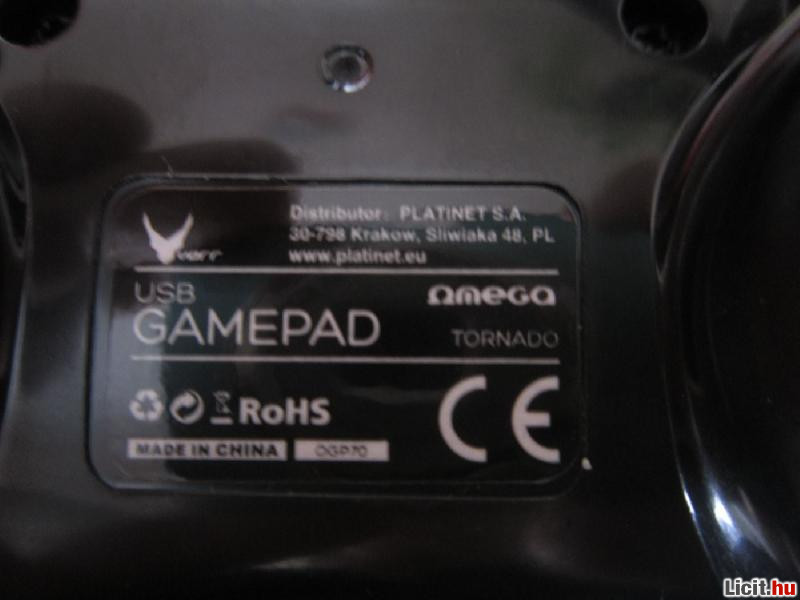 varr
Distributor: PLATINET S.A.
30-798 Krakow, Sliwiaka 48, PL
www.platinet.eu
USB
GAMEPAD
omega
TORNADO
RoHS
CE
MADE IN CHINA
OGP70
Licit.hu